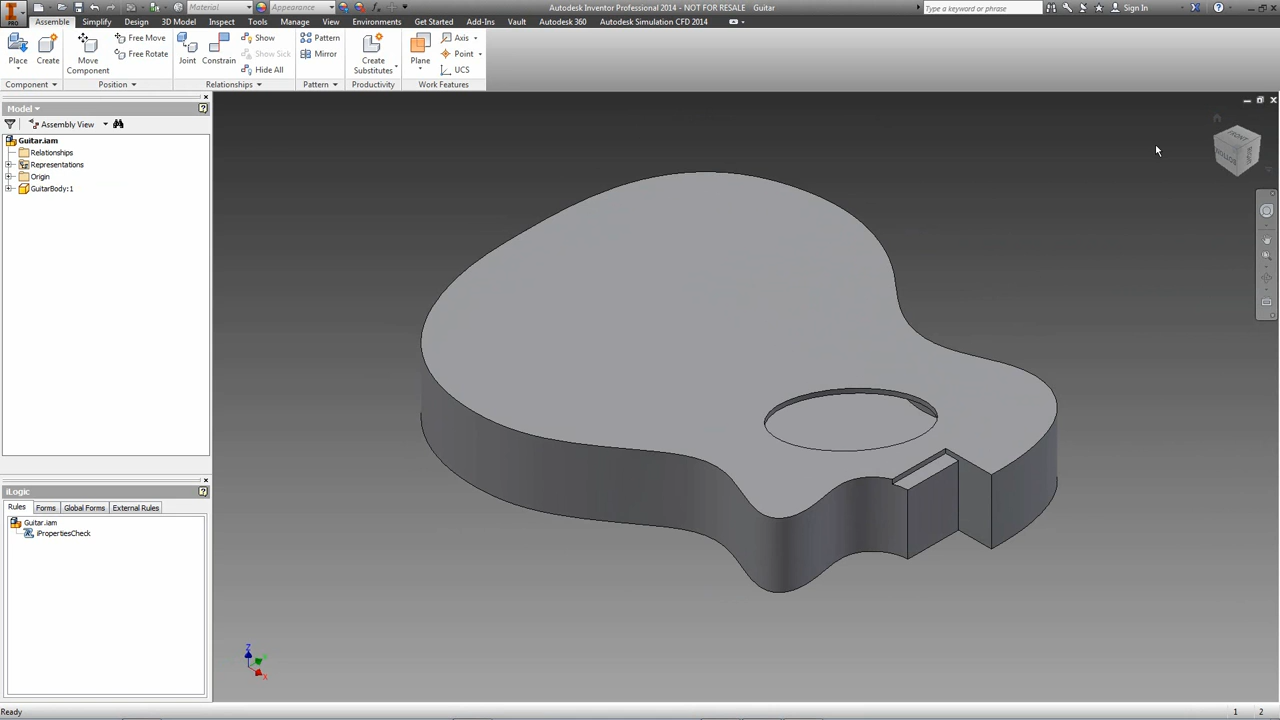 Material
Appearance
Autodesk Inventor Professional 2014 - NOT FOR RESALE   Guitar
Type a keyword or phrase
Sign In
PRO
Assemble Simplify Design 3D Model Inspect Tools Manage View Environments Get Started Add-Ins Vault Autodesk 360 Autodesk Simulation CFD 2014
Place
Create
Move Component
Free Move
Free Rotate
Joint
Constrain
Show
Show Sick
Hide All
Pattern
Mirror
Create Substitutes
Plane
Axis
Point
UCS
Component Position Relationships Pattern Productivity Work Features
Model
Assembly View
Guitar.iam
Relationships
Representations
Origin
GuitarBody:1
FRONT
BOTTOM
iLogic
Rules Forms Global Forms External Rules
Guitar.iam
iPropertiesCheck
Z
X
Ready
1 2